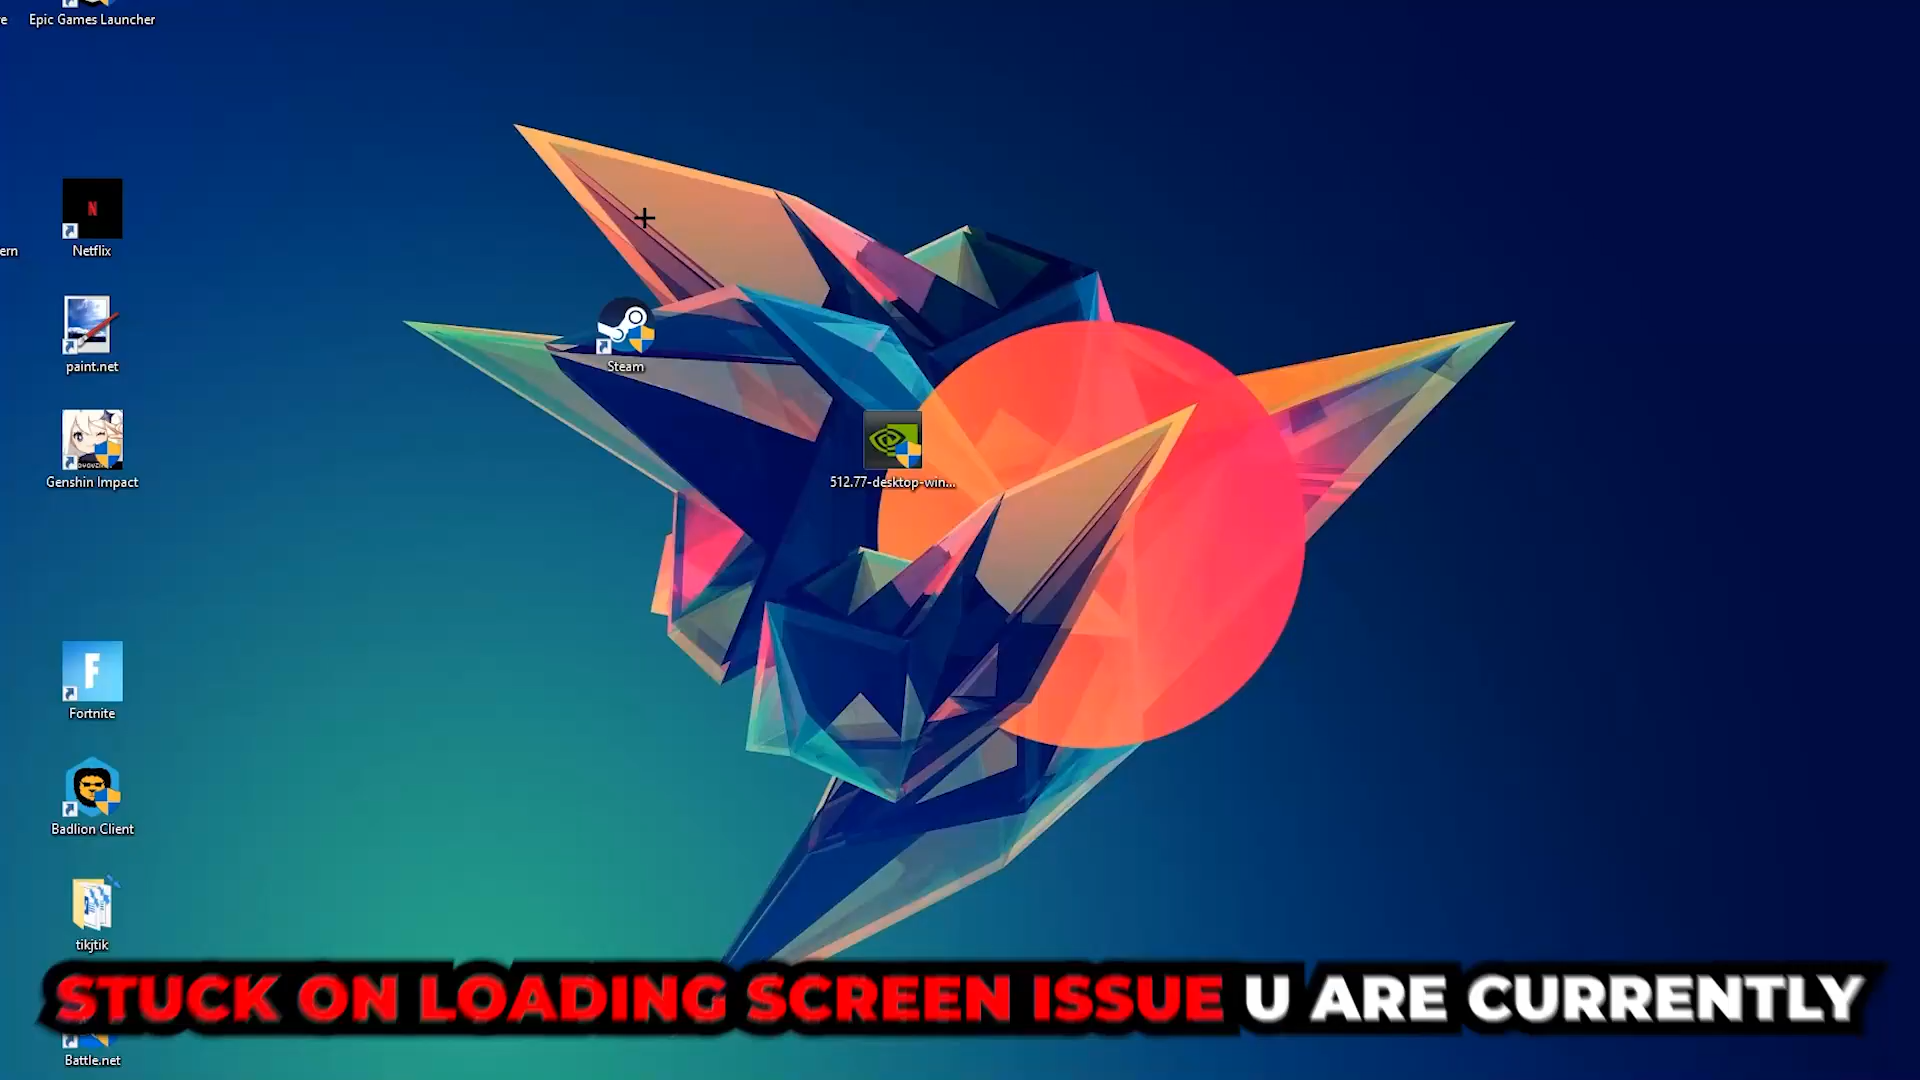 Epic Games Launcher
ern
Netflix
paint.net
Steam
Genshin Impact
512.77-desktop-win...
F
Fortnite
Badlion Client
tikjtik
STUCK ON LOADING SCREEN ISSUE U ARE CURRENTLY
Battle.net